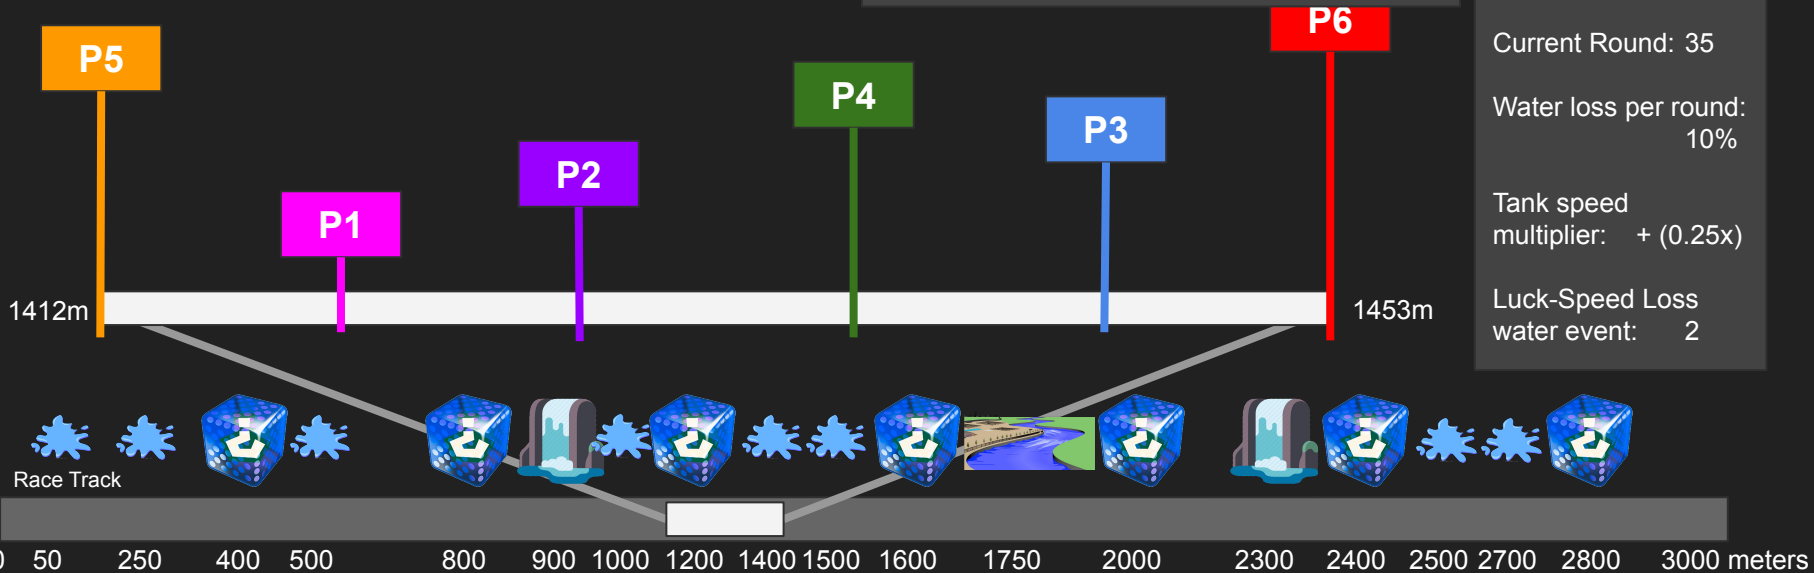 P6
P5
Current Round: 35
P4
Water loss per round:
10%
P3
P2
Tank speed
multiplier: + (0.25x)
P1
1412m
1453m
Luck-Speed Loss
water event: 2
Race Track
0 50 250 400 500 800 900 1000 1200 1400 1500 1600 1750 2000 2300 2400 2500 2700 2800 3000 meters